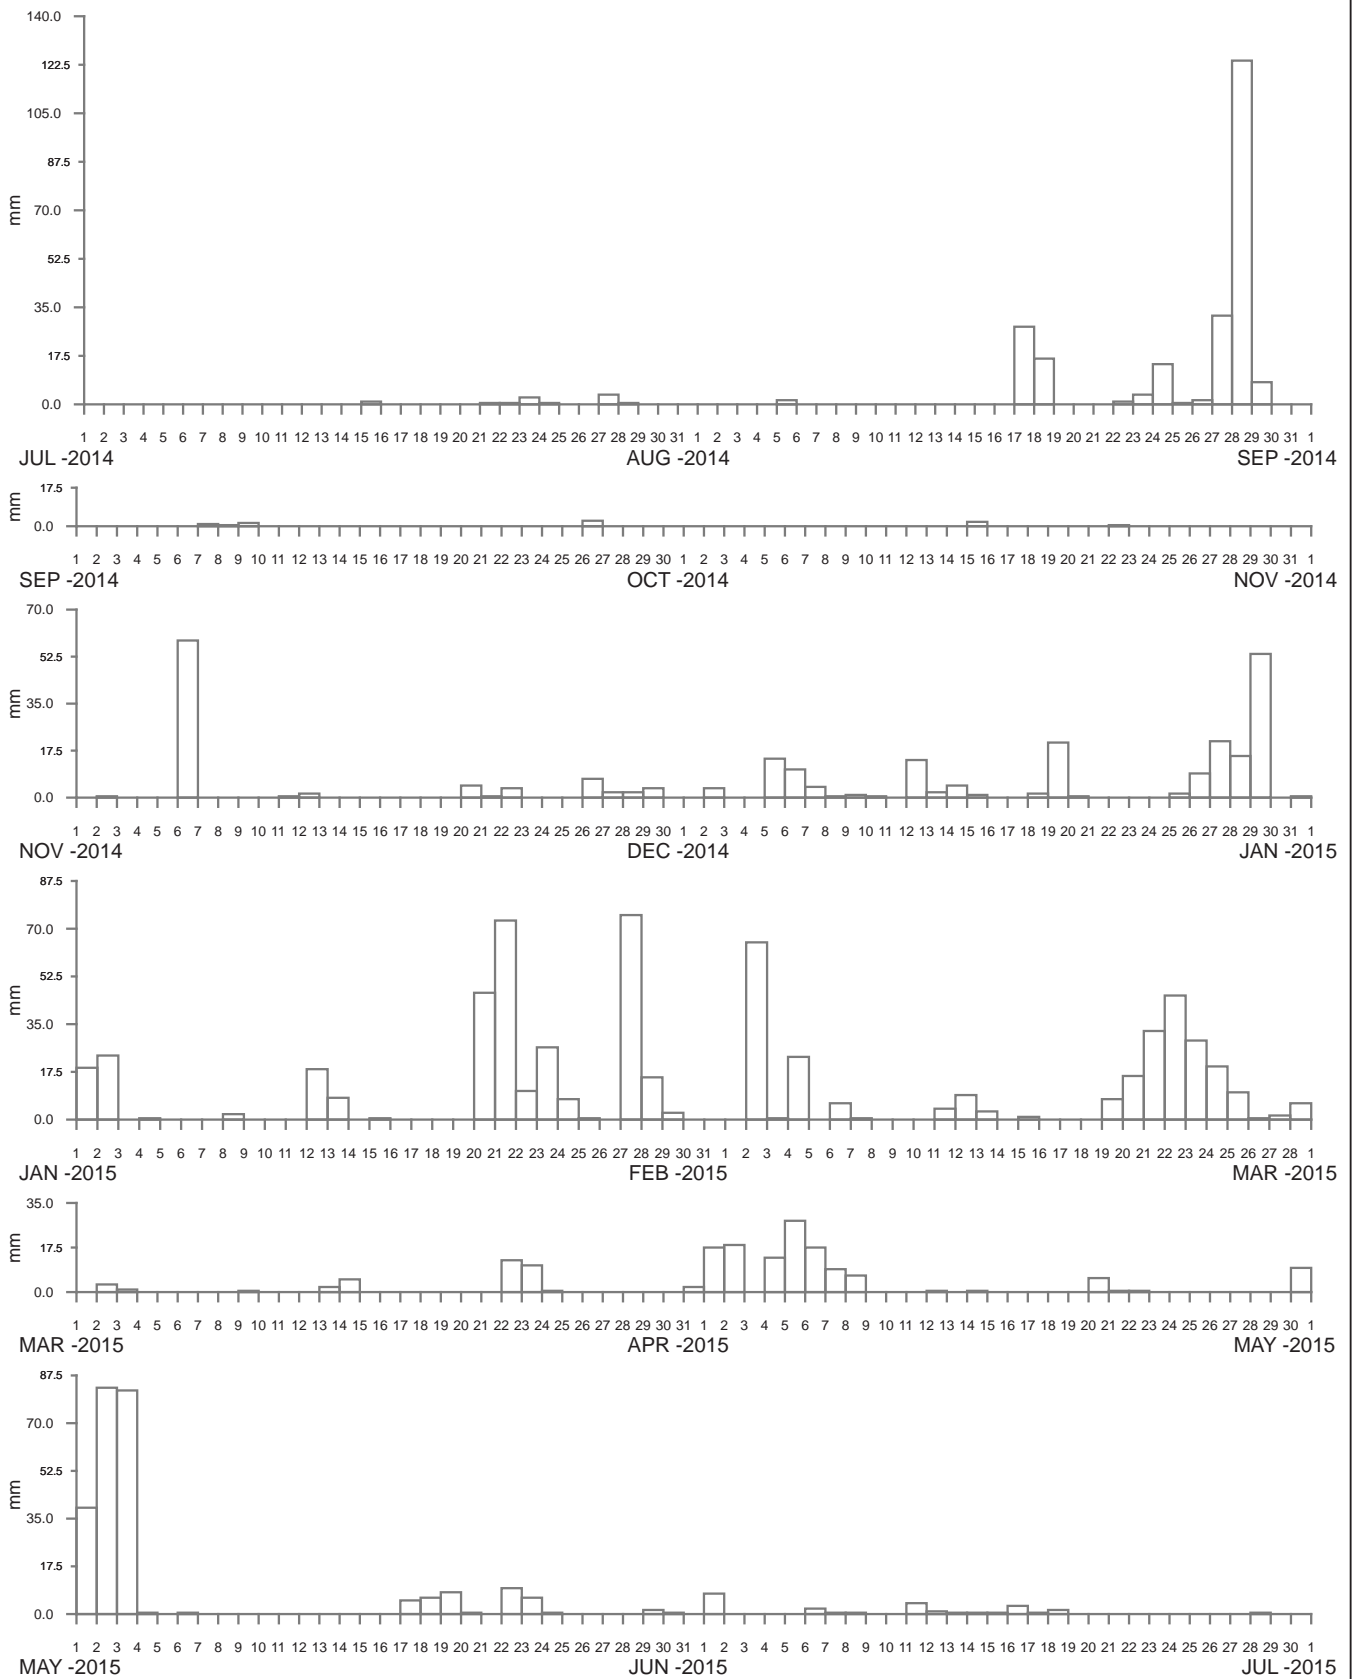 140.0
122.5
105.0
87.5
70.0
52.5
35.0
17.5
0.0
mm
1 2 3 4 5 6 7 8 9 10 11 12 13 14 15 16 17 18 19 20 21 22 23 24 25 26 27 28 29 30 31 1 2 3 4 5 6 7 8 9 10 11 12 13 14 15 16 17 18 19 20 21 22 23 24 25 26 27 28 29 30 31 1
JUL -2014 AUG -2014 SEP -2014
17.5
0.0
mm
1 2 3 4 5 6 7 8 9 10 11 12 13 14 15 16 17 18 19 20 21 22 23 24 25 26 27 28 29 30 1 2 3 4 5 6 7 8 9 10 11 12 13 14 15 16 17 18 19 20 21 22 23 24 25 26 27 28 29 30 31 1
SEP -2014 OCT -2014 NOV -2014
70.0
52.5
35.0
17.5
0.0
mm
1 2 3 4 5 6 7 8 9 10 11 12 13 14 15 16 17 18 19 20 21 22 23 24 25 26 27 28 29 30 1 2 3 4 5 6 7 8 9 10 11 12 13 14 15 16 17 18 19 20 21 22 23 24 25 26 27 28 29 30 31 1
NOV -2014 DEC -2014 JAN -2015
87.5
70.0
52.5
35.0
17.5
0.0
mm
1 2 3 4 5 6 7 8 9 10 11 12 13 14 15 16 17 18 19 20 21 22 23 24 25 26 27 28 29 30 31 1 2 3 4 5 6 7 8 9 10 11 12 13 14 15 16 17 18 19 20 21 22 23 24 25 26 27 28 1
JAN -2015 FEB -2015 MAR -2015
35.0
17.5
0.0
mm
1 2 3 4 5 6 7 8 9 10 11 12 13 14 15 16 17 18 19 20 21 22 23 24 25 26 27 28 29 30 31 1 2 3 4 5 6 7 8 9 10 11 12 13 14 15 16 17 18 19 20 21 22 23 24 25 26 27 28 29 30 1
MAR -2015 APR -2015 MAY -2015
87.5
70.0
52.5
35.0
17.5
0.0
mm
1 2 3 4 5 6 7 8 9 10 11 12 13 14 15 16 17 18 19 20 21 22 23 24 25 26 27 28 29 30 31 1 2 3 4 5 6 7 8 9 10 11 12 13 14 15 16 17 18 19 20 21 22 23 24 25 26 27 28 29 30 1
MAY -2015 JUN -2015 JUL -2015